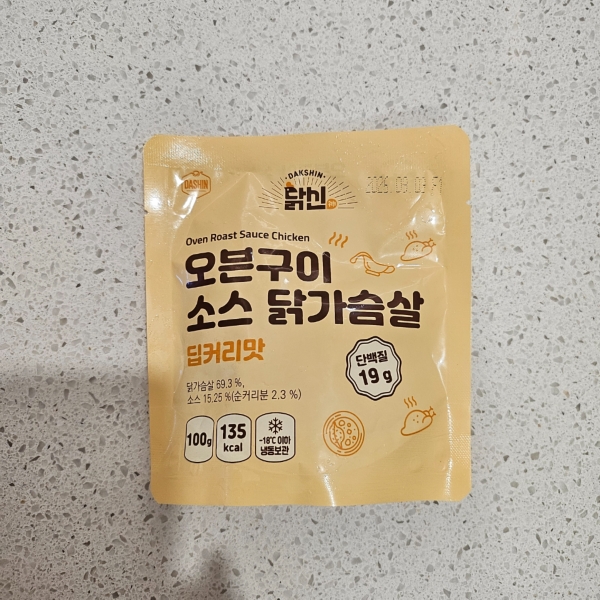 DASHIN
DAKSHIN
닭신
Oven Roast Sauce Chicken
오븐구이
소스 닭가슴살
딥커리맛
단백질
19 g
닭가슴살 69.3 %,
소스 15.25 %(순커리분 2.3 %)
100g
135
kcal
-18℃ 이하
냉동보관